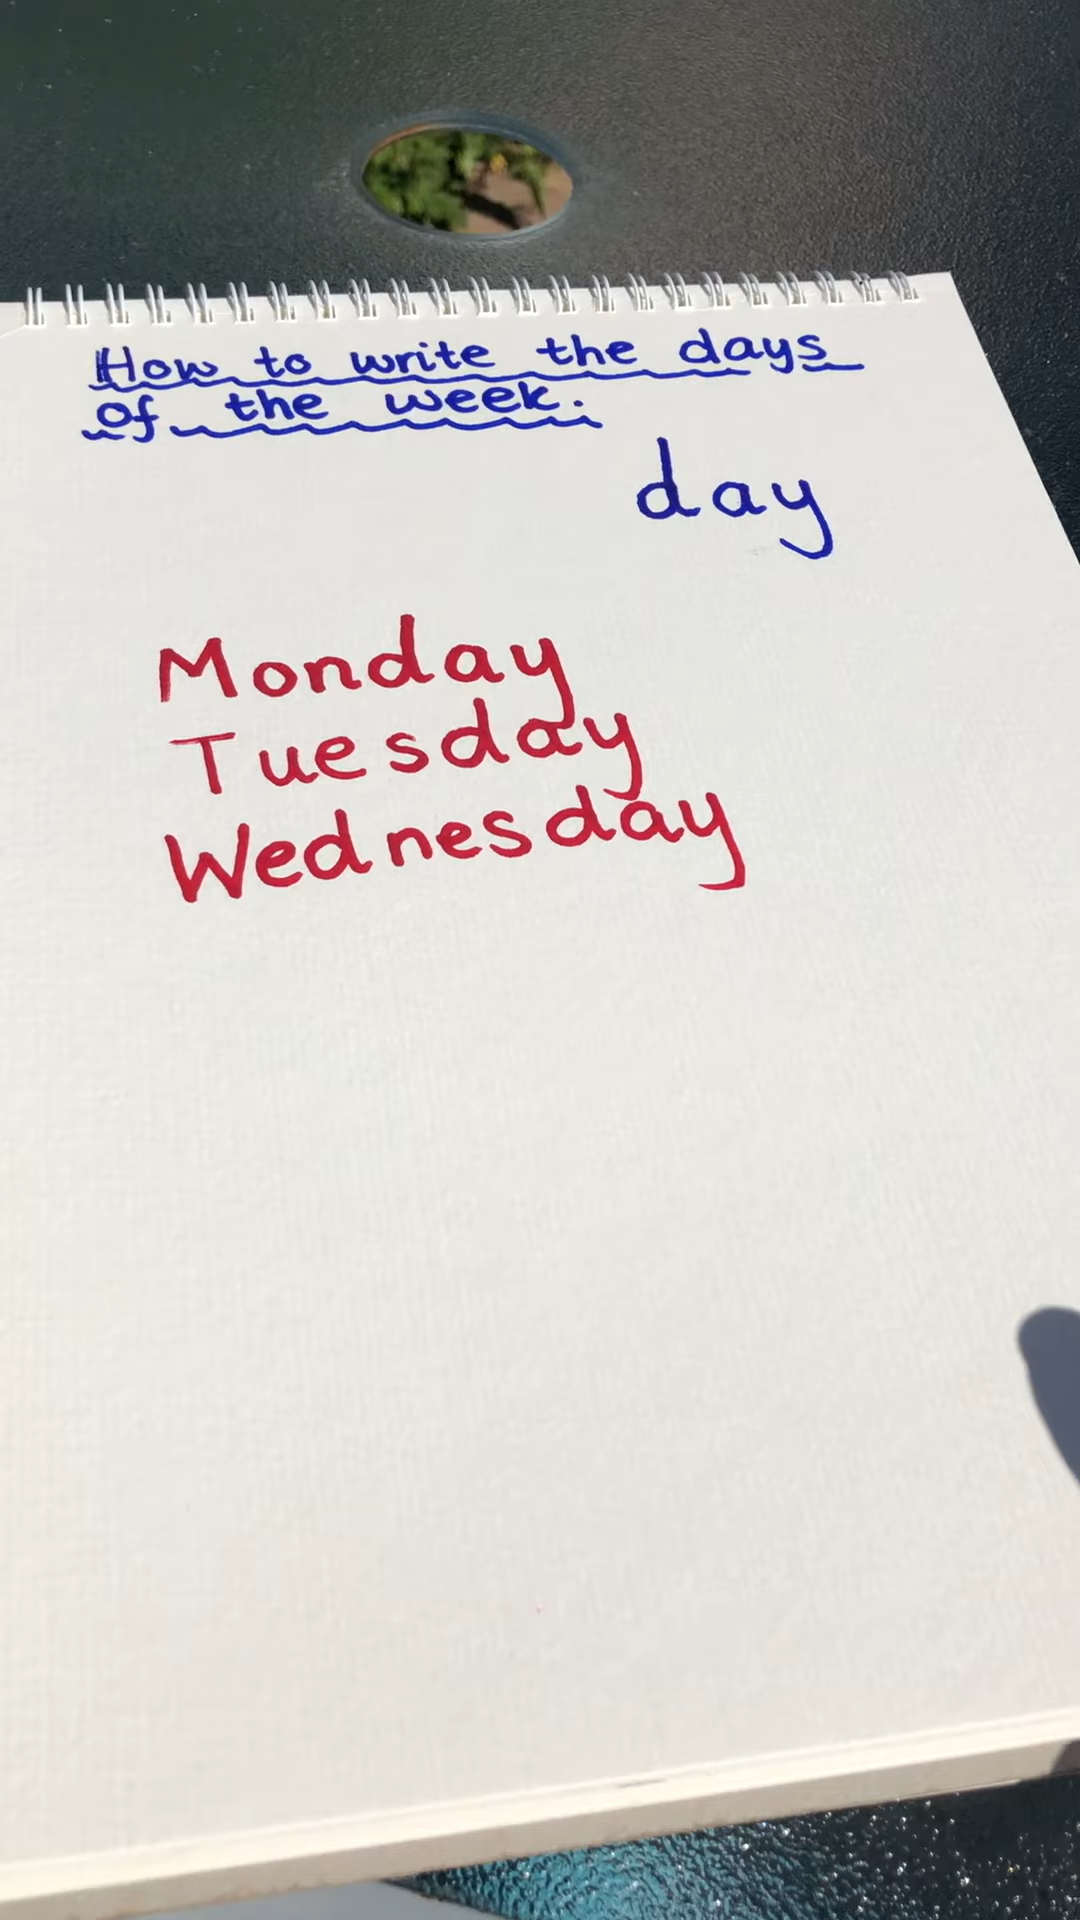 How to write the days
of the week.
day
Monday
Tuesday
Wednesday